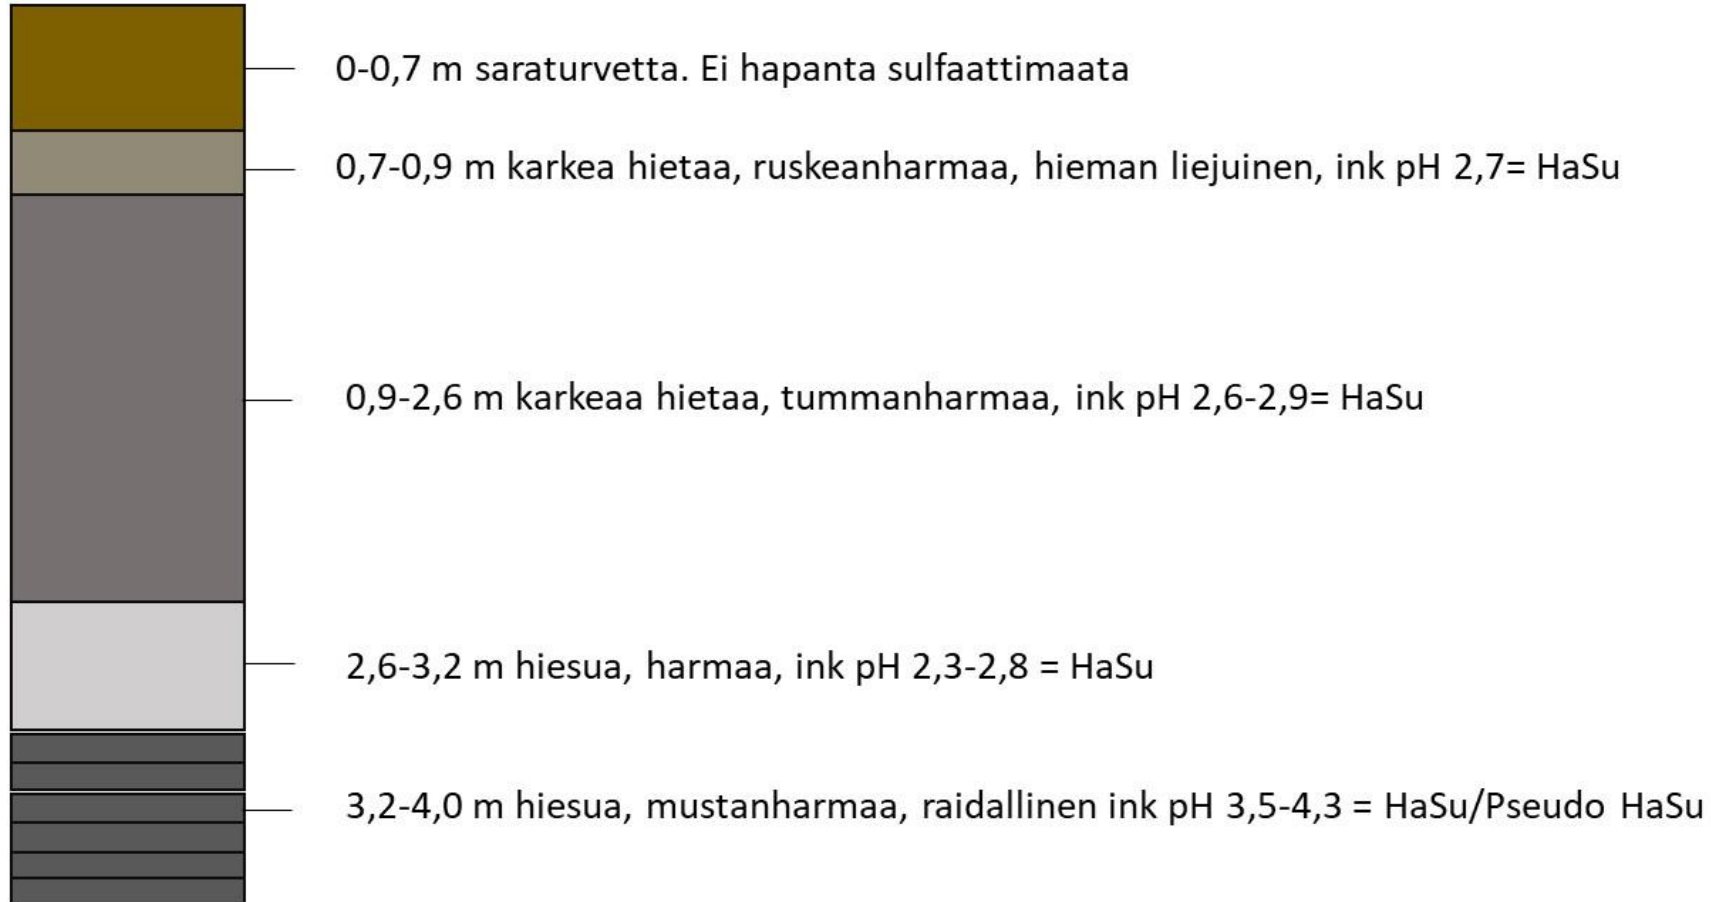 0-0,7 m saraturvetta. Ei hapanta sulfaattimaata
0,7-0,9 m karkea hietaa, ruskeanharmaa, hieman liejuinen, ink pH 2,7= HaSu
0,9-2,6 m karkeaa hietaa, tummanharmaa, ink pH 2,6-2,9= HaSu
2,6-3,2 m hiesua, harmaa, ink pH 2,3-2,8 = HaSu
3,2-4,0 m hiesua, mustanharmaa, raidallinen ink pH 3,5-4,3 = HaSu/Pseudo HaSu